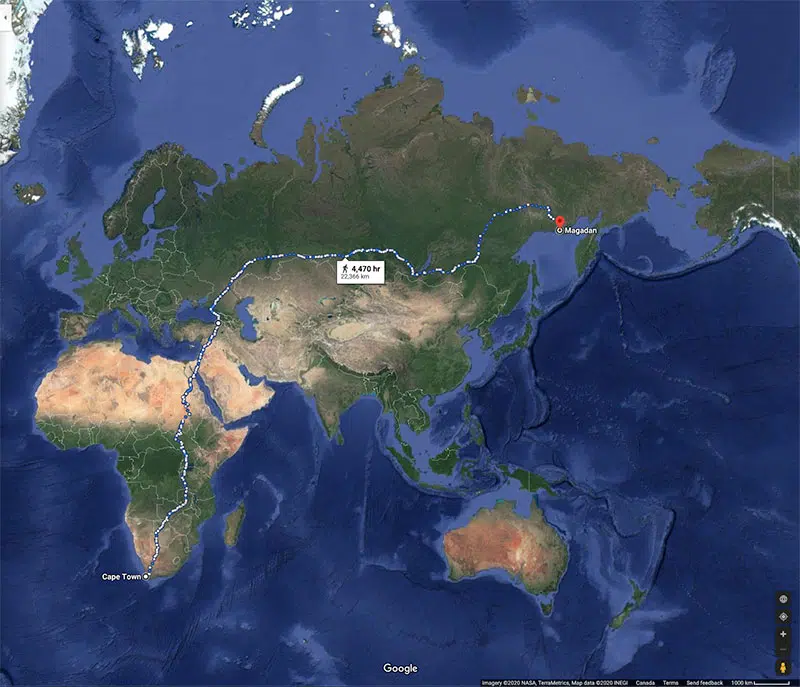 4,470 hr
22,366 km
Magadan
Cape Town
Google
Imagery ©2020 NASA, TerraMetrics, Map data ©2020 INEGI Canada Terms Send feedback 1000 km